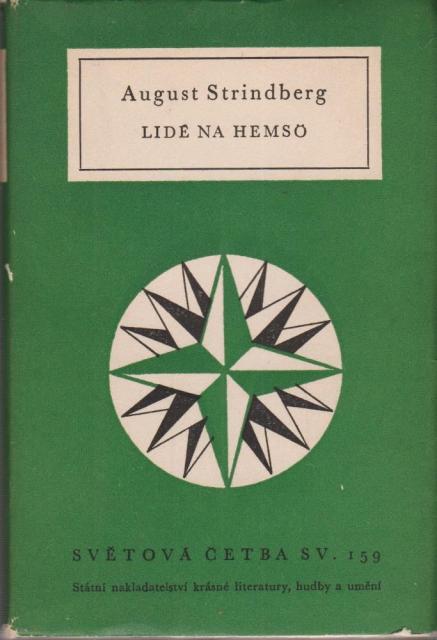 August Strindberg
LIDÉ NA HEMSÖ
SVĚTOVÁ ČETBA SV. 159
Státní nakladatelství krásné literatury, hudby a umění